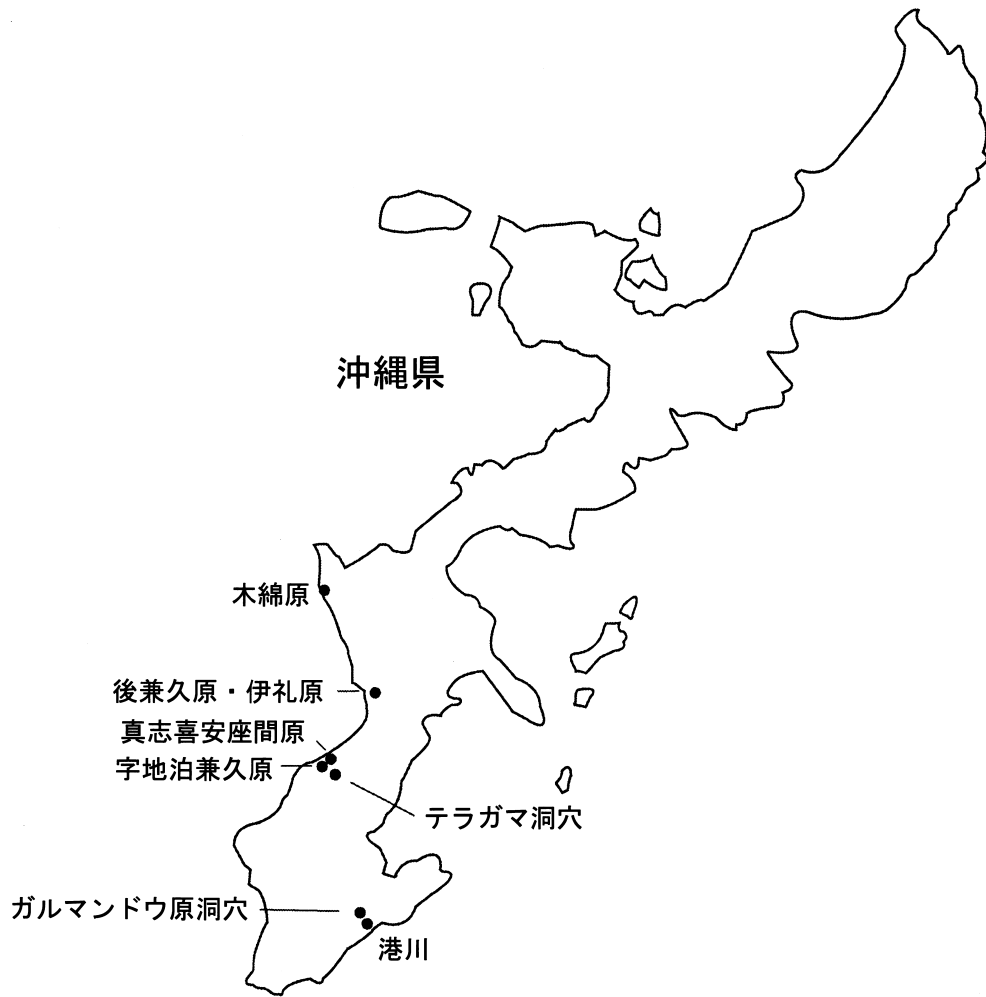 沖縄県
木綿原
後兼久原・伊礼原
真志喜安座間原
字地泊兼久原
テラガマ洞穴
ガルマンドウ原洞穴
港川